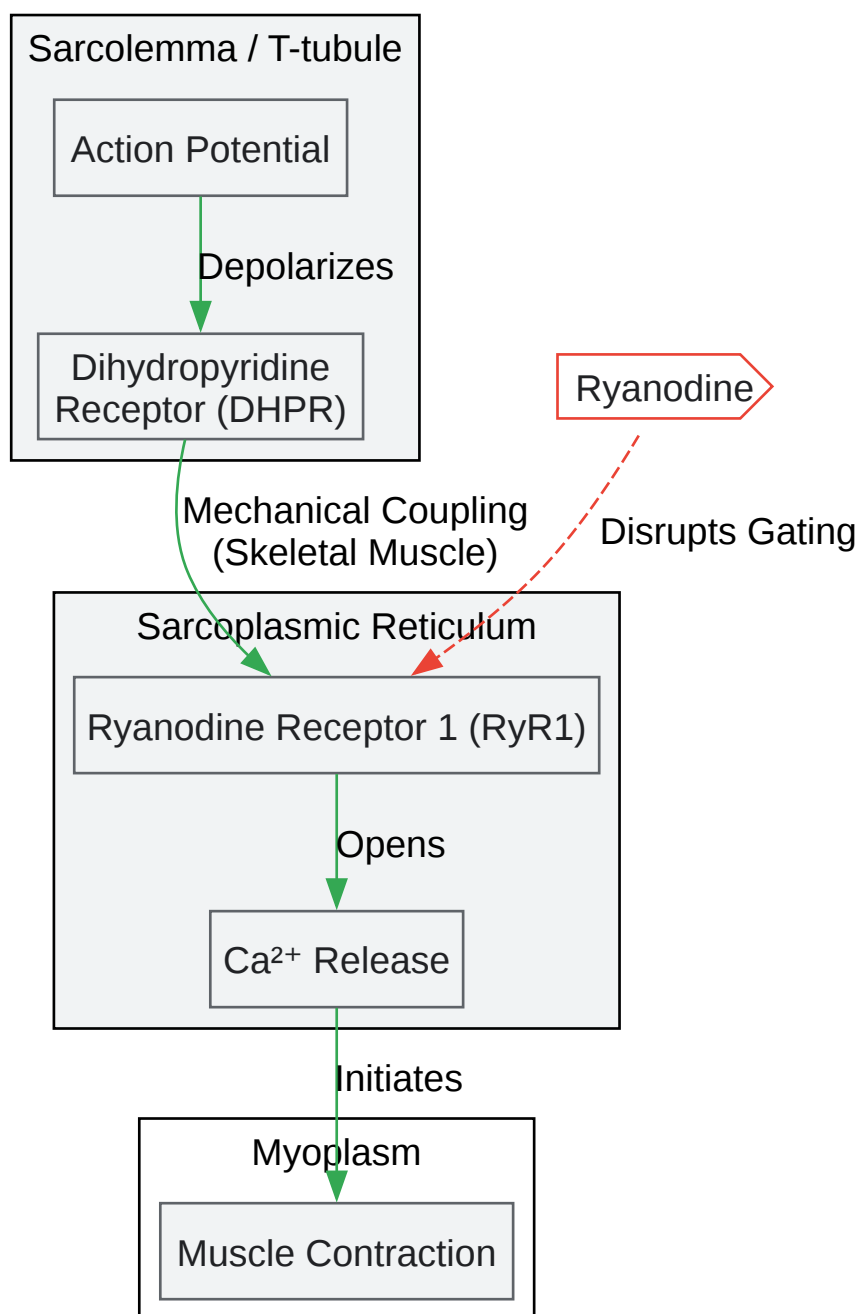 Sarcolemma / T-tubule
Action Potential
Depolarizes
Dihydropyridine
Receptor (DHPR)
Ryanodine
Mechanical Coupling
(Skeletal Muscle)
Disrupts Gating
Sarcoplasmic Reticulum
Ryanodine Receptor 1 (RyR1)
Opens
Ca²⁺ Release
Initiates
Myoplasm
Muscle Contraction